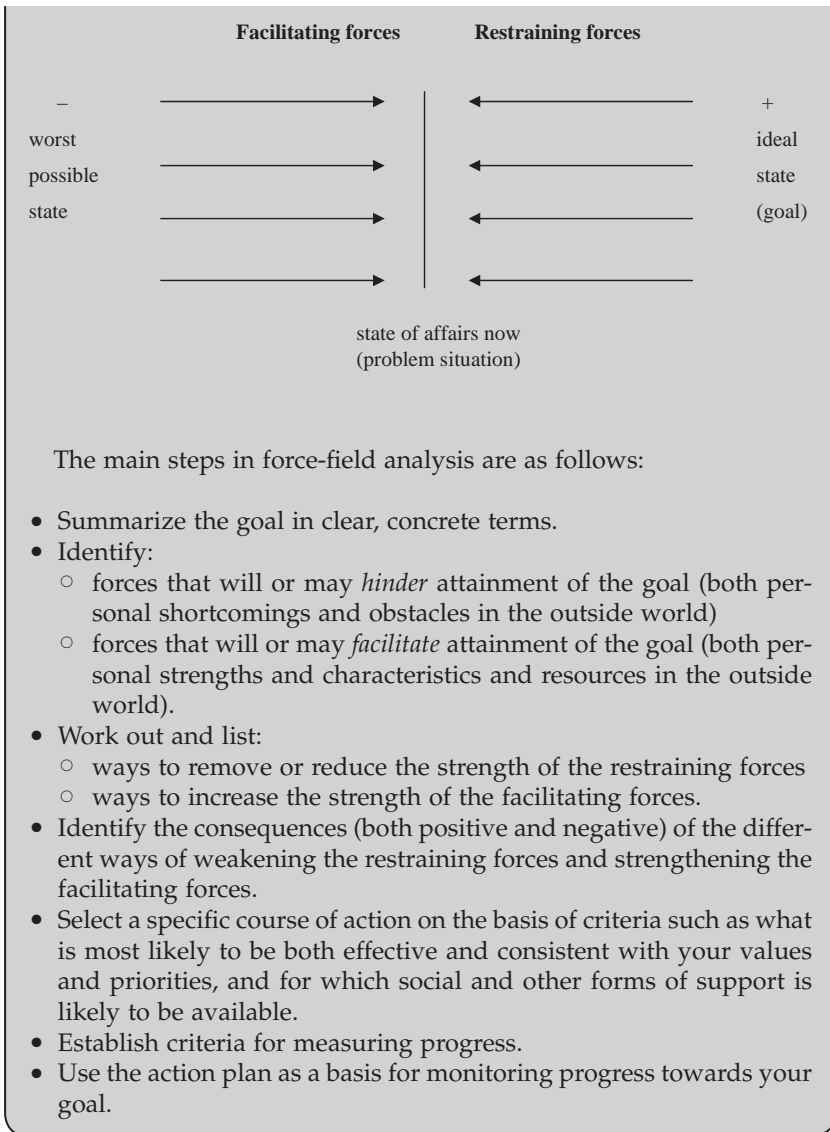 Facilitating forces Restraining forces
– +
worst ideal
possible state
state (goal)
state of affairs now
(problem situation)
The main steps in force-field analysis are as follows:
• Summarize the goal in clear, concrete terms.
• Identify:
○ forces that will or may hinder attainment of the goal (both per-
sonal shortcomings and obstacles in the outside world)
○ forces that will or may facilitate attainment of the goal (both per-
sonal strengths and characteristics and resources in the outside
world).
• Work out and list:
○ ways to remove or reduce the strength of the restraining forces
○ ways to increase the strength of the facilitating forces.
• Identify the consequences (both positive and negative) of the differ-
ent ways of weakening the restraining forces and strengthening the
facilitating forces.
• Select a specific course of action on the basis of criteria such as what
is most likely to be both effective and consistent with your values
and priorities, and for which social and other forms of support is
likely to be available.
• Establish criteria for measuring progress.
• Use the action plan as a basis for monitoring progress towards your
goal.